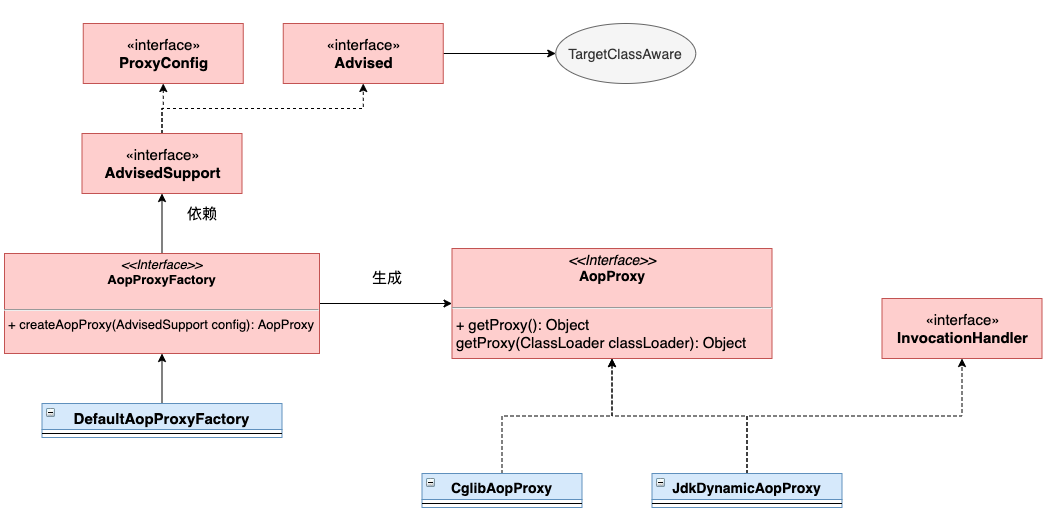 «interface»
ProxyConfig
«interface»
Advised
TargetClassAware
«interface»
AdvisedSupport
依赖
<<Interface>>
AopProxyFactory
+ createAopProxy(AdvisedSupport config): AopProxy
生成
<<Interface>>
AopProxy
+ getProxy(): Object
getProxy(ClassLoader classLoader): Object
«interface»
InvocationHandler
DefaultAopProxyFactory
CglibAopProxy
JdkDynamicAopProxy